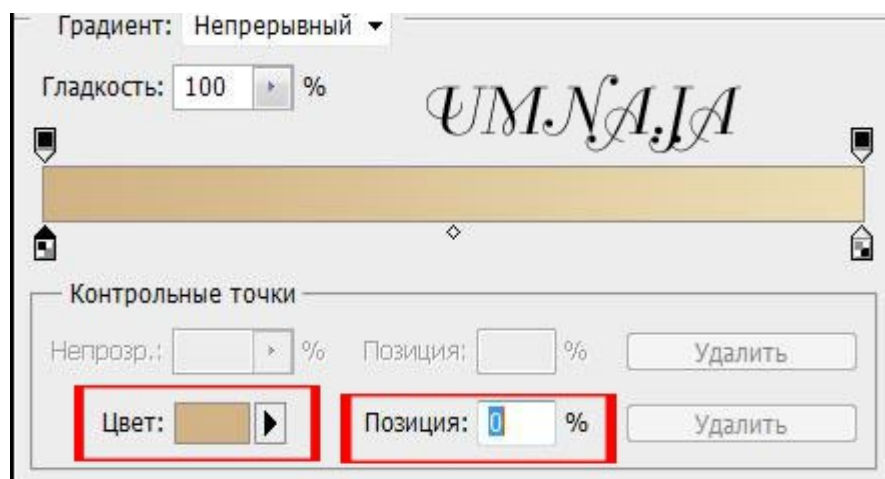 Градиент: Непрерывный
Гладкость: 100 %
UMNAJA
Контрольные точки
Непрозр.: % Позиция: % Удалить
Цвет: Позиция: 0 % Удалить